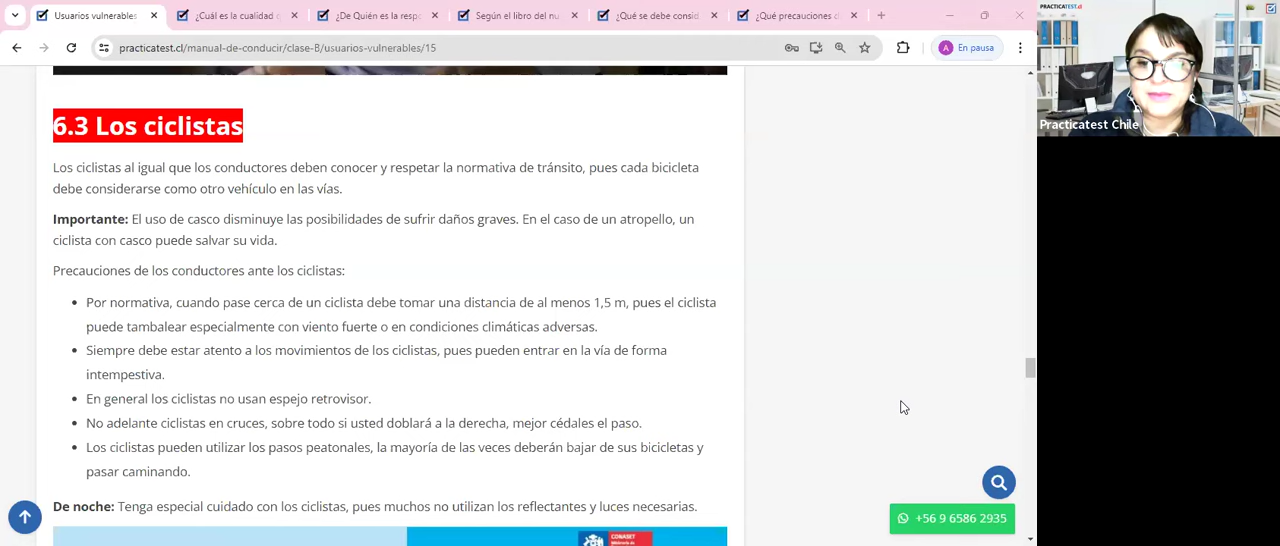 Usuarios vulnerables
¿Cuál es la cualidad
¿De Quién es la resp
Según el libro del nu
¿Qué se debe consid
¿Qué precauciones d
practicatest.cl/manual-de-conducir/clase-B/usuarios-vulnerables/15
A
En pausa
PRACTICATEST.cl
Practicatest Chile
6.3 Los ciclistas
Los ciclistas al igual que los conductores deben conocer y respetar la normativa de tránsito, pues cada bicicleta
debe considerarse como otro vehículo en las vías.
Importante: El uso de casco disminuye las posibilidades de sufrir daños graves. En el caso de un atropello, un
ciclista con casco puede salvar su vida.
Precauciones de los conductores ante los ciclistas:
• Por normativa, cuando pase cerca de un ciclista debe tomar una distancia de al menos 1,5 m, pues el ciclista
puede tambalear especialmente con viento fuerte o en condiciones climáticas adversas.
• Siempre debe estar atento a los movimientos de los ciclistas, pues pueden entrar en la vía de forma
intempestiva.
• En general los ciclistas no usan espejo retrovisor.
• No adelante ciclistas en cruces, sobre todo si usted doblará a la derecha, mejor cédales el paso.
• Los ciclistas pueden utilizar los pasos peatonales, la mayoría de las veces deberán bajar de sus bicicletas y
pasar caminando.
De noche: Tenga especial cuidado con los ciclistas, pues muchos no utilizan los reflectantes y luces necesarias.
+56 9 6586 2935
CONASET